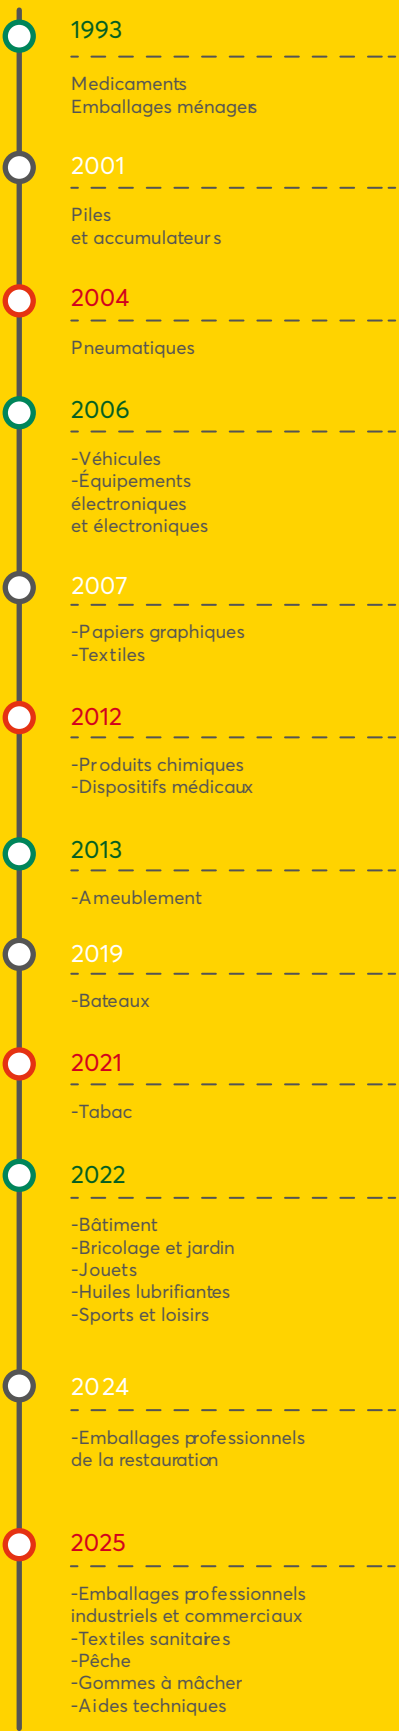 1993
Medicaments
Emballages ménagers
2001
Piles
et accumulateurs
2004
Pneumatiques
2006
-Véhicules
-Équipements
électroniques
et électroniques
2007
-Papiers graphiques
-Textiles
2012
-Produits chimiques
-Dispositifs médicaux
2013
-Ameublement
2019
-Bateaux
2021
-Tabac
2022
-Bâtiment
-Bricolage et jardin
-Jouets
-Huiles lubrifiantes
-Sports et loisirs
2024
-Emballages professionnels
de la restauration
2025
-Emballages professionnels
industriels et commerciaux
-Textiles sanitaires
-Pêche
-Gommes à mâcher
-Aides techniques